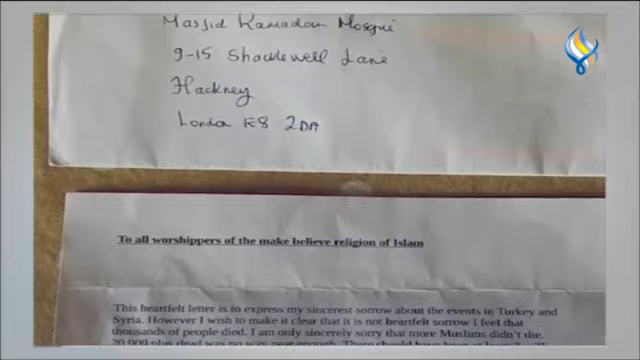 Masjid Ramadan Mosque
9-15 Shacklewell Lane
Hackney
London E8 2DA
To all worshippers of the make believe religion of Islam
This heartfelt letter is to express my sincerest sorrow about the events in Turkey and
Syria. However I wish to make it clear that it is not heartfelt sorrow I feel that
thousands of people died. I am only sincerely sorry that more Muslims didn't die.
20,000 plus dead was no way near enough. There should have